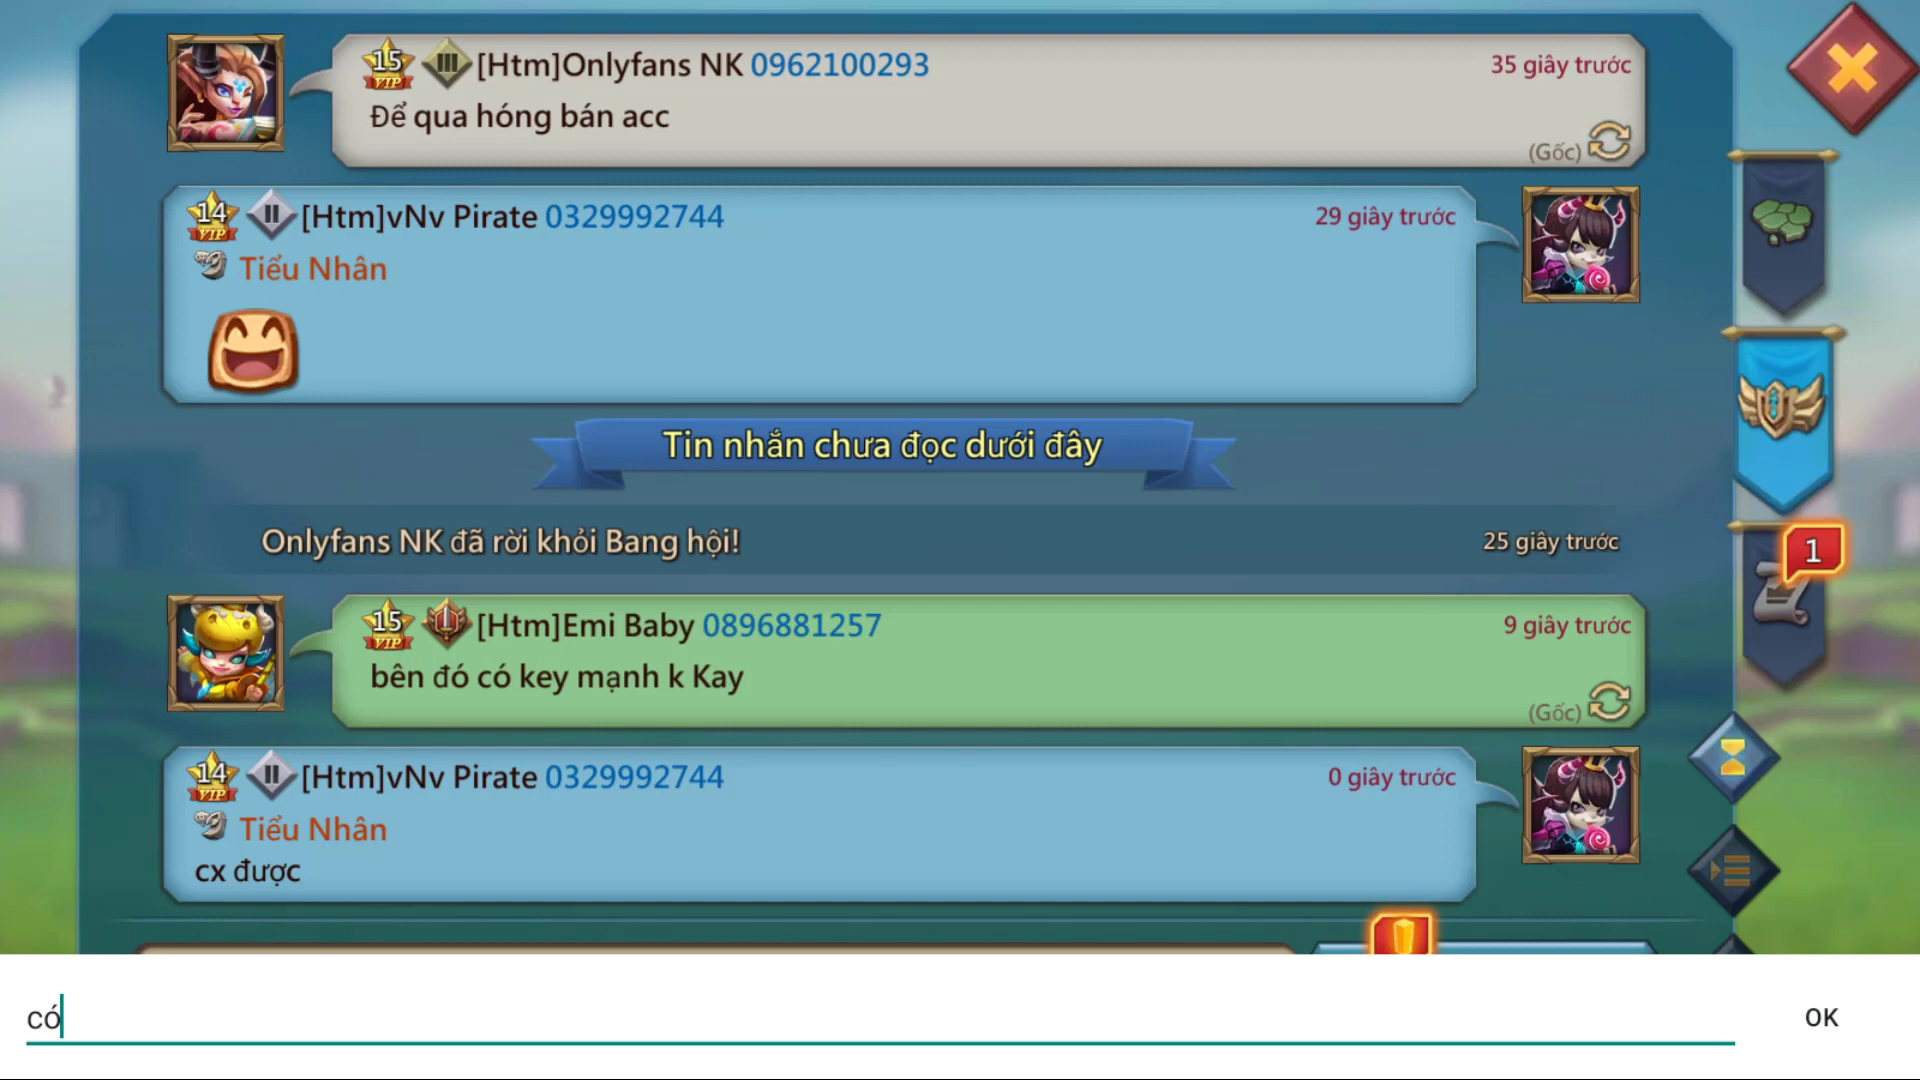 15 VIP III [Htm]Onlyfans NK 0962100293 35 giây trước
Để qua hóng bán acc
(Gốc)
14 VIP II [Htm]vNv Pirate 0329992744 29 giây trước
Tiểu Nhân
Tin nhắn chưa đọc dưới đây
Onlyfans NK đã rời khỏi Bang hội! 25 giây trước
1
15 VIP [Htm]Emi Baby 0896881257 9 giây trước
bên đó có key mạnh k Kay
(Gốc)
14 VIP II [Htm]vNv Pirate 0329992744 0 giây trước
Tiểu Nhân
cx được
có OK